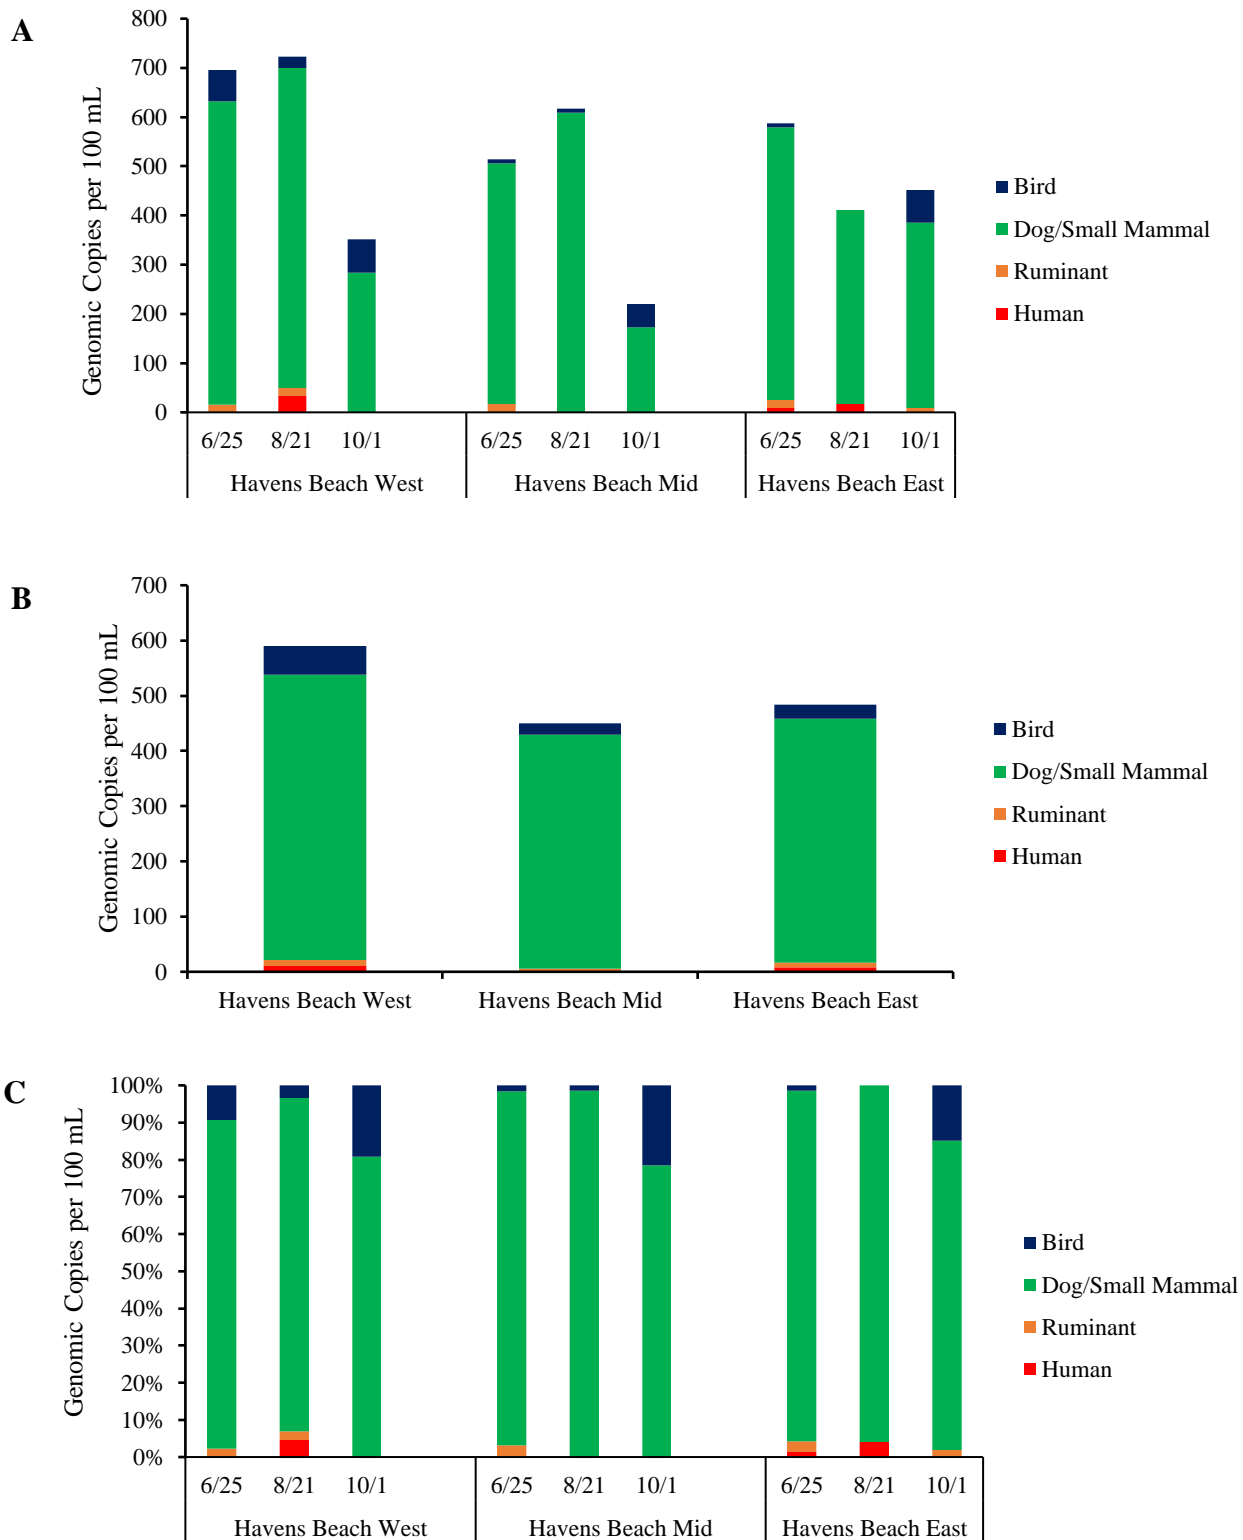 A
Genomic Copies per 100 mL
800
700
600
500
400
300
200
100
0
6/25 8/21 10/1 6/25 8/21 10/1 6/25 8/21 10/1
Havens Beach West Havens Beach Mid Havens Beach East
Bird
Dog/Small Mammal
Ruminant
Human
B
Genomic Copies per 100 mL
700
600
500
400
300
200
100
0
Havens Beach West Havens Beach Mid Havens Beach East
Bird
Dog/Small Mammal
Ruminant
Human
C
Genomic Copies per 100 mL
100%
90%
80%
70%
60%
50%
40%
30%
20%
10%
0%
6/25 8/21 10/1 6/25 8/21 10/1 6/25 8/21 10/1
Havens Beach West Havens Beach Mid Havens Beach East
Bird
Dog/Small Mammal
Ruminant
Human